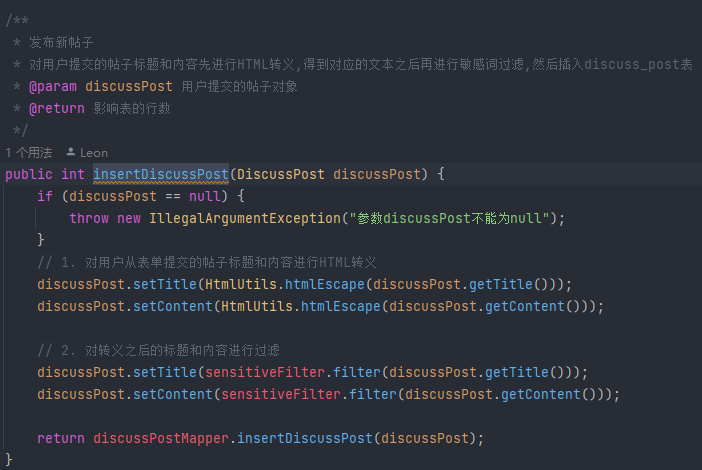 /**
 * 发布新帖子
 * 对用户提交的帖子标题和内容先进行HTML转义,得到对应的文本之后再进行敏感词过滤,然后插入discuss_post表
 * @param discussPost 用户提交的帖子对象
 * @return 影响表的行数
 */
1 个用法 Leon
public int insertDiscussPost(DiscussPost discussPost) {
    if (discussPost == null) {
        throw new IllegalArgumentException("参数discussPost不能为null");
    }
    // 1. 对用户从表单提交的帖子标题和内容进行HTML转义
    discussPost.setTitle(HtmlUtils.htmlEscape(discussPost.getTitle()));
    discussPost.setContent(HtmlUtils.htmlEscape(discussPost.getContent()));
    // 2. 对转义之后的标题和内容进行过滤
    discussPost.setTitle(sensitiveFilter.filter(discussPost.getTitle()));
    discussPost.setContent(sensitiveFilter.filter(discussPost.getContent()));
    return discussPostMapper.insertDiscussPost(discussPost);
}